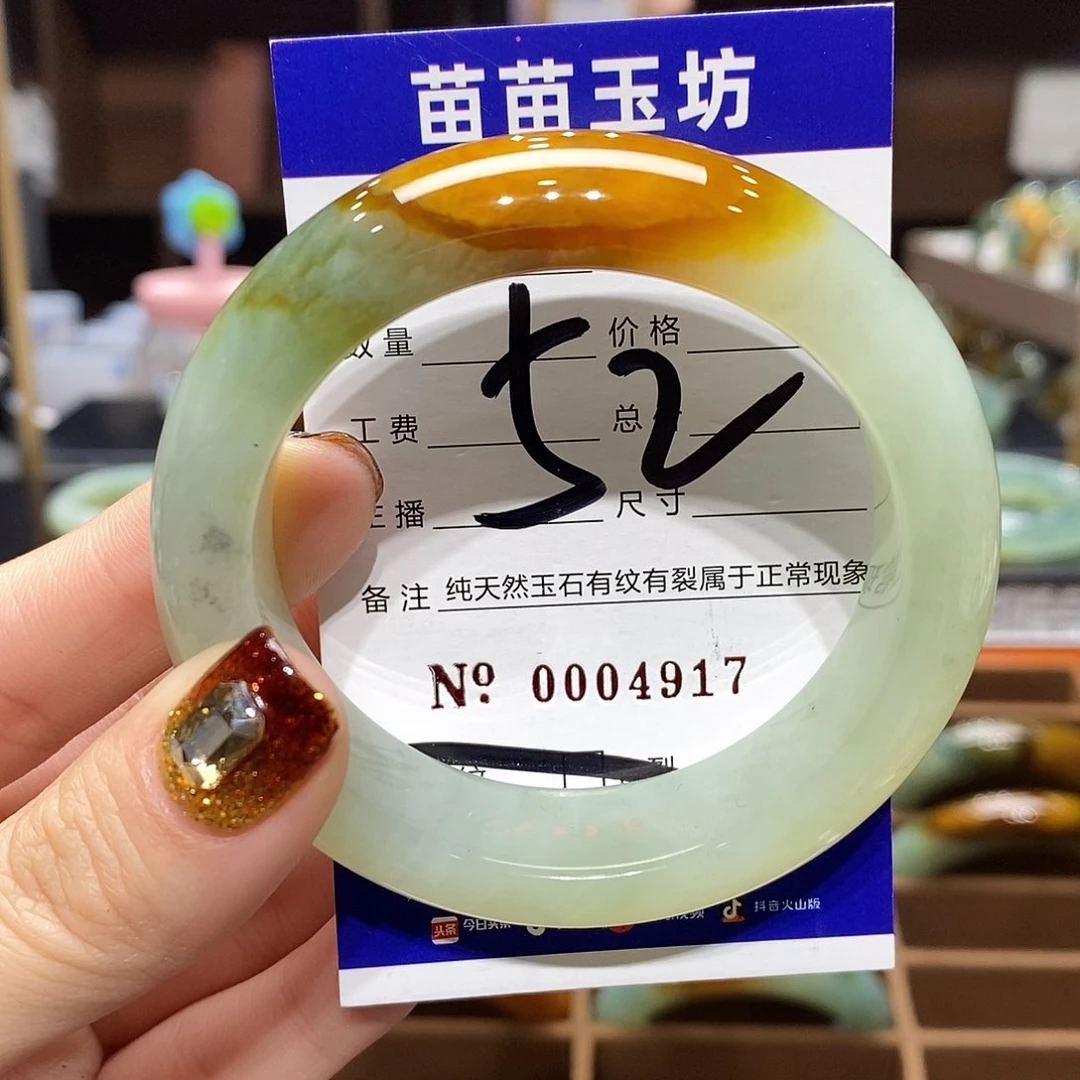 苗苗玉坊
数量 价格
52
工费 总
主播 尺寸
备注 纯天然玉石有纹有裂属于正常现象
Nº 0004917
头条 今日头条 抖音火山版